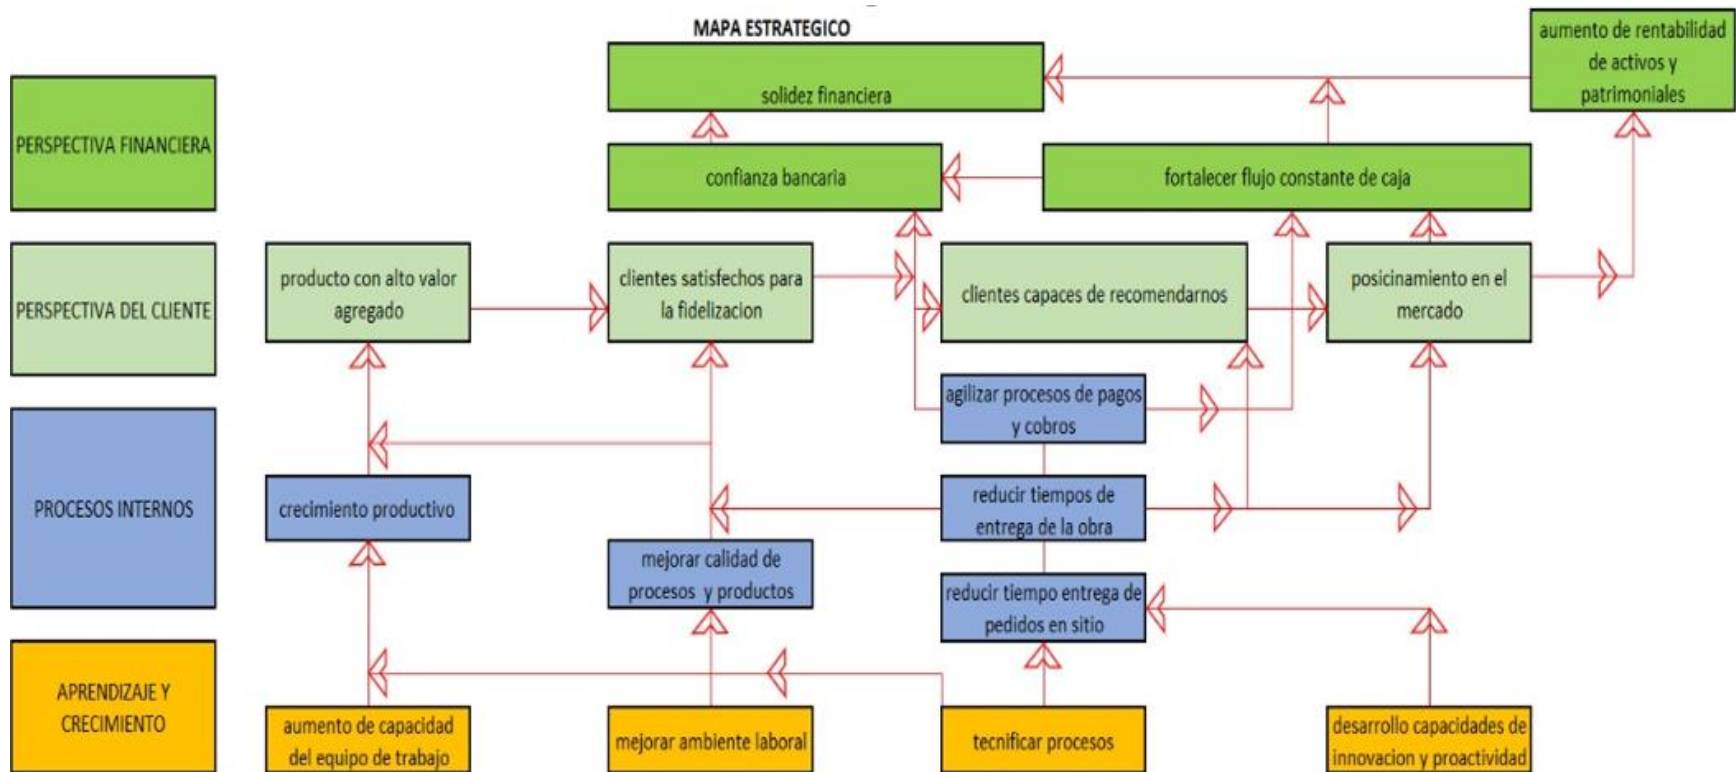 MAPA ESTRATEGICO
aumento de rentabilidad
de activos y
patrimoniales
solidez financiera
PERSPECTIVA FINANCIERA
confianza bancaria
fortalecer flujo constante de caja
PERSPECTIVA DEL CLIENTE
producto con alto valor
agregado
clientes satisfechos para
la fidelizacion
clientes capaces de recomendarnos
posicinamiento en el
mercado
PROCESOS INTERNOS
agilizar procesos de pagos
y cobros
crecimiento productivo
reducir tiempos de
entrega de la obra
mejorar calidad de
procesos y productos
reducir tiempo entrega de
pedidos en sitio
APRENDIZAJE Y
CRECIMIENTO
aumento de capacidad
del equipo de trabajo
mejorar ambiente laboral
tecnificar procesos
desarrollo capacidades de
innovacion y proactividad